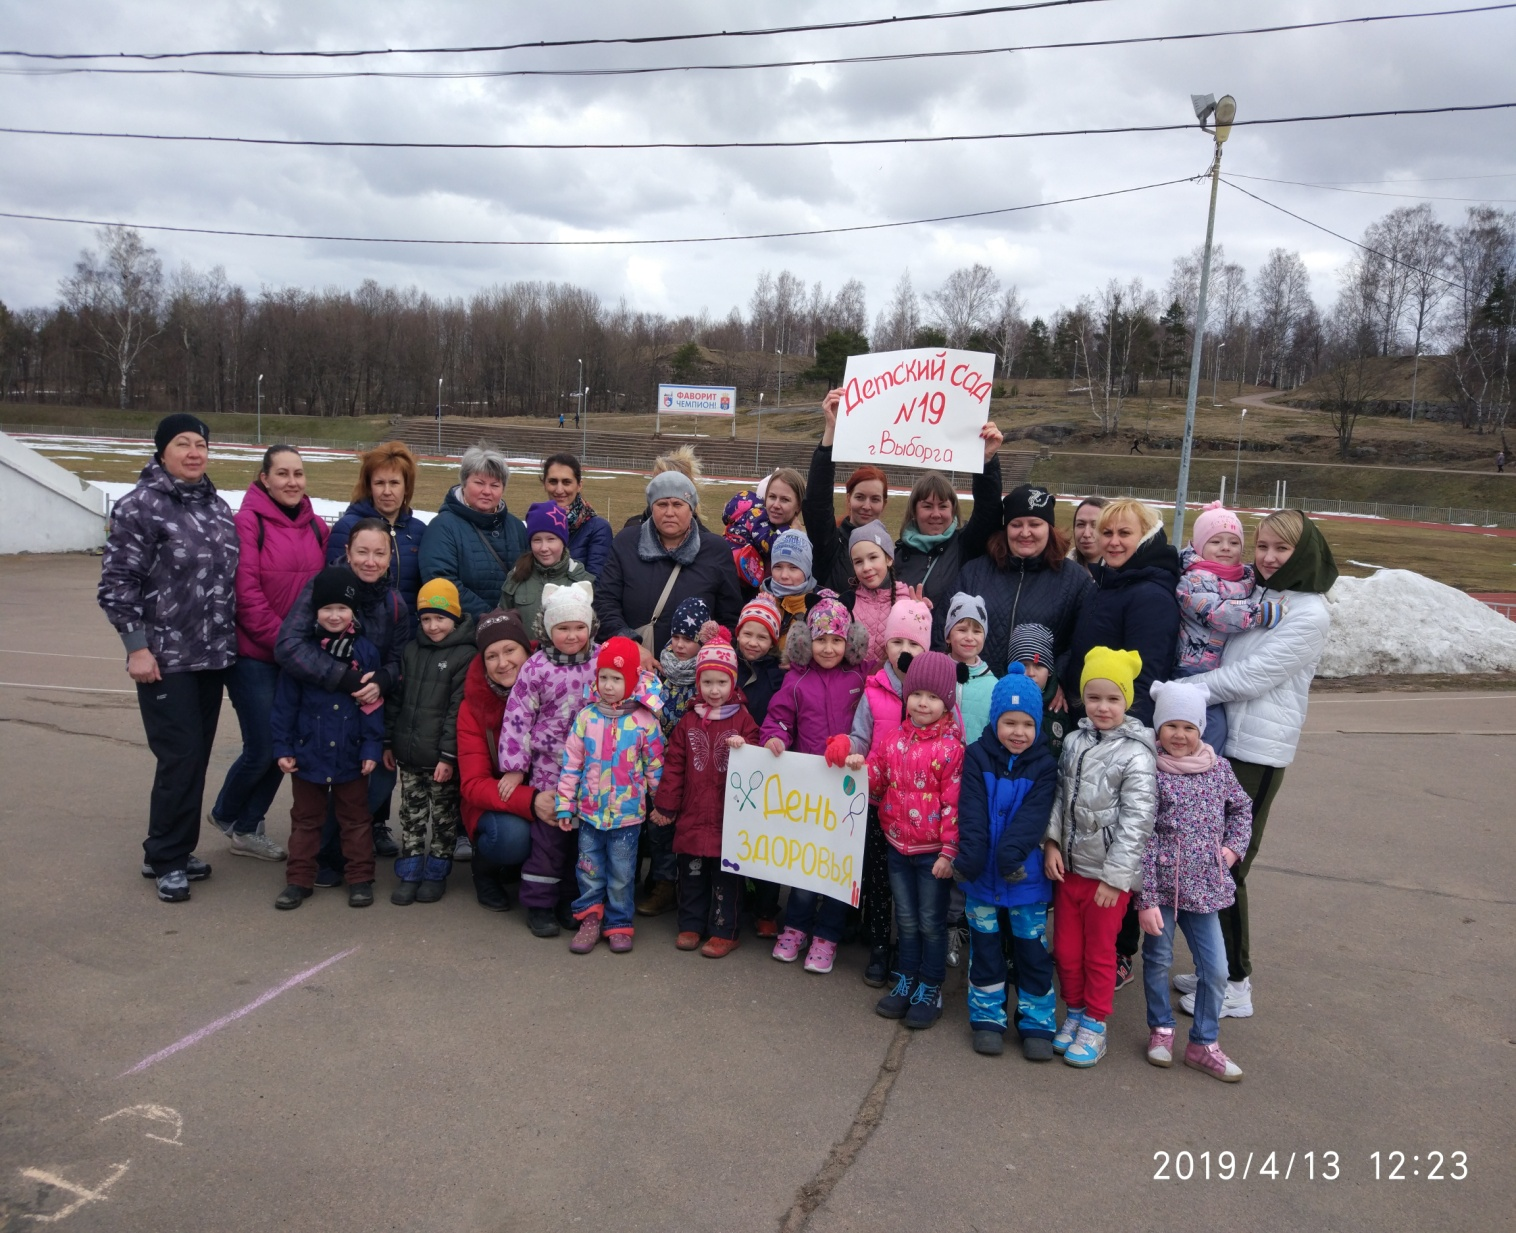 ФАВОРИТ
ЧЕМПИОН!
Детский сад
№19
г Выборга
День
здоровья
2019/4/13 12:23